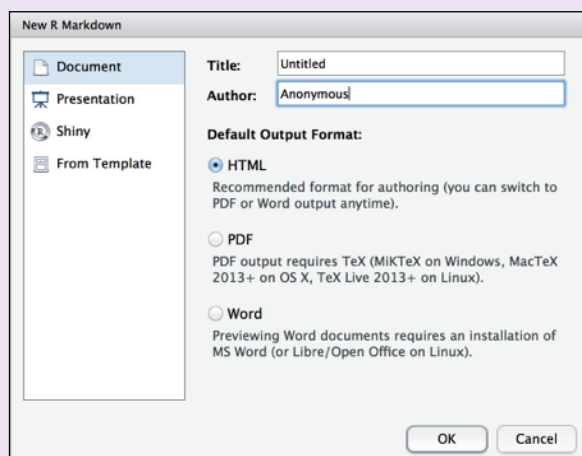 New R Markdown
Document
Presentation
Shiny
From Template
Title: Untitled
Author: Anonymous
Default Output Format:
HTML
Recommended format for authoring (you can switch to
PDF or Word output anytime).
PDF
PDF output requires TeX (MiKTeX on Windows, MacTeX
2013+ on OS X, TeX Live 2013+ on Linux).
Word
Previewing Word documents requires an installation of
MS Word (or Libre/Open Office on Linux).
OK Cancel